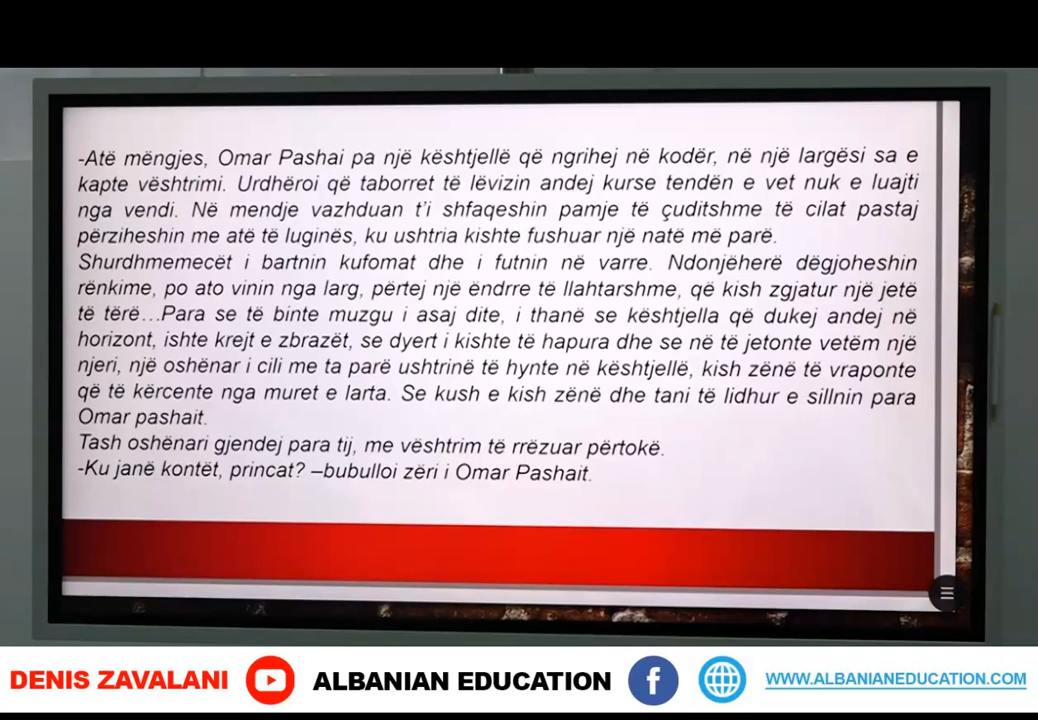 -Atë mëngjes, Omar Pashai pa një kështjellë që ngrihej në kodër, në një largësi sa e
kapte vështrimi. Urdhëroi që taborret të lëvizin andej kurse tendën e vet nuk e luajti
nga vendi. Në mendje vazhduan t'i shfaqeshin pamje të çuditshme të cilat pastaj
përziheshin me atë të luginës, ku ushtria kishte fushuar një natë më parë.
Shurdhmemecët i bartnin kufomat dhe i futnin në varre. Ndonjëherë dëgjoheshin
rënkime, po ato vinin nga larg, përtej një ëndrre të llahtarshme, që kish zgjatur një jetë
të tërë…Para se të binte muzgu i asaj dite, i thanë se kështjella që dukej andej në
horizont, ishte krejt e zbrazët, se dyert i kishte të hapura dhe se në të jetonte vetëm një
njeri, një oshënar i cili me ta parë ushtrinë të hynte në kështjellë, kish zënë të vraponte
që të kërcente nga muret e larta. Se kush e kish zënë dhe tani të lidhur e sillnin para
Omar pashait.
Tash oshënari gjendej para tij, me vështrim të rrëzuar përtokë.
-Ku janë kontët, princat? –bubulloi zëri i Omar Pashait.
DENIS ZAVALANI ALBANIAN EDUCATION f WWW.ALBANIANEDUCATION.COM